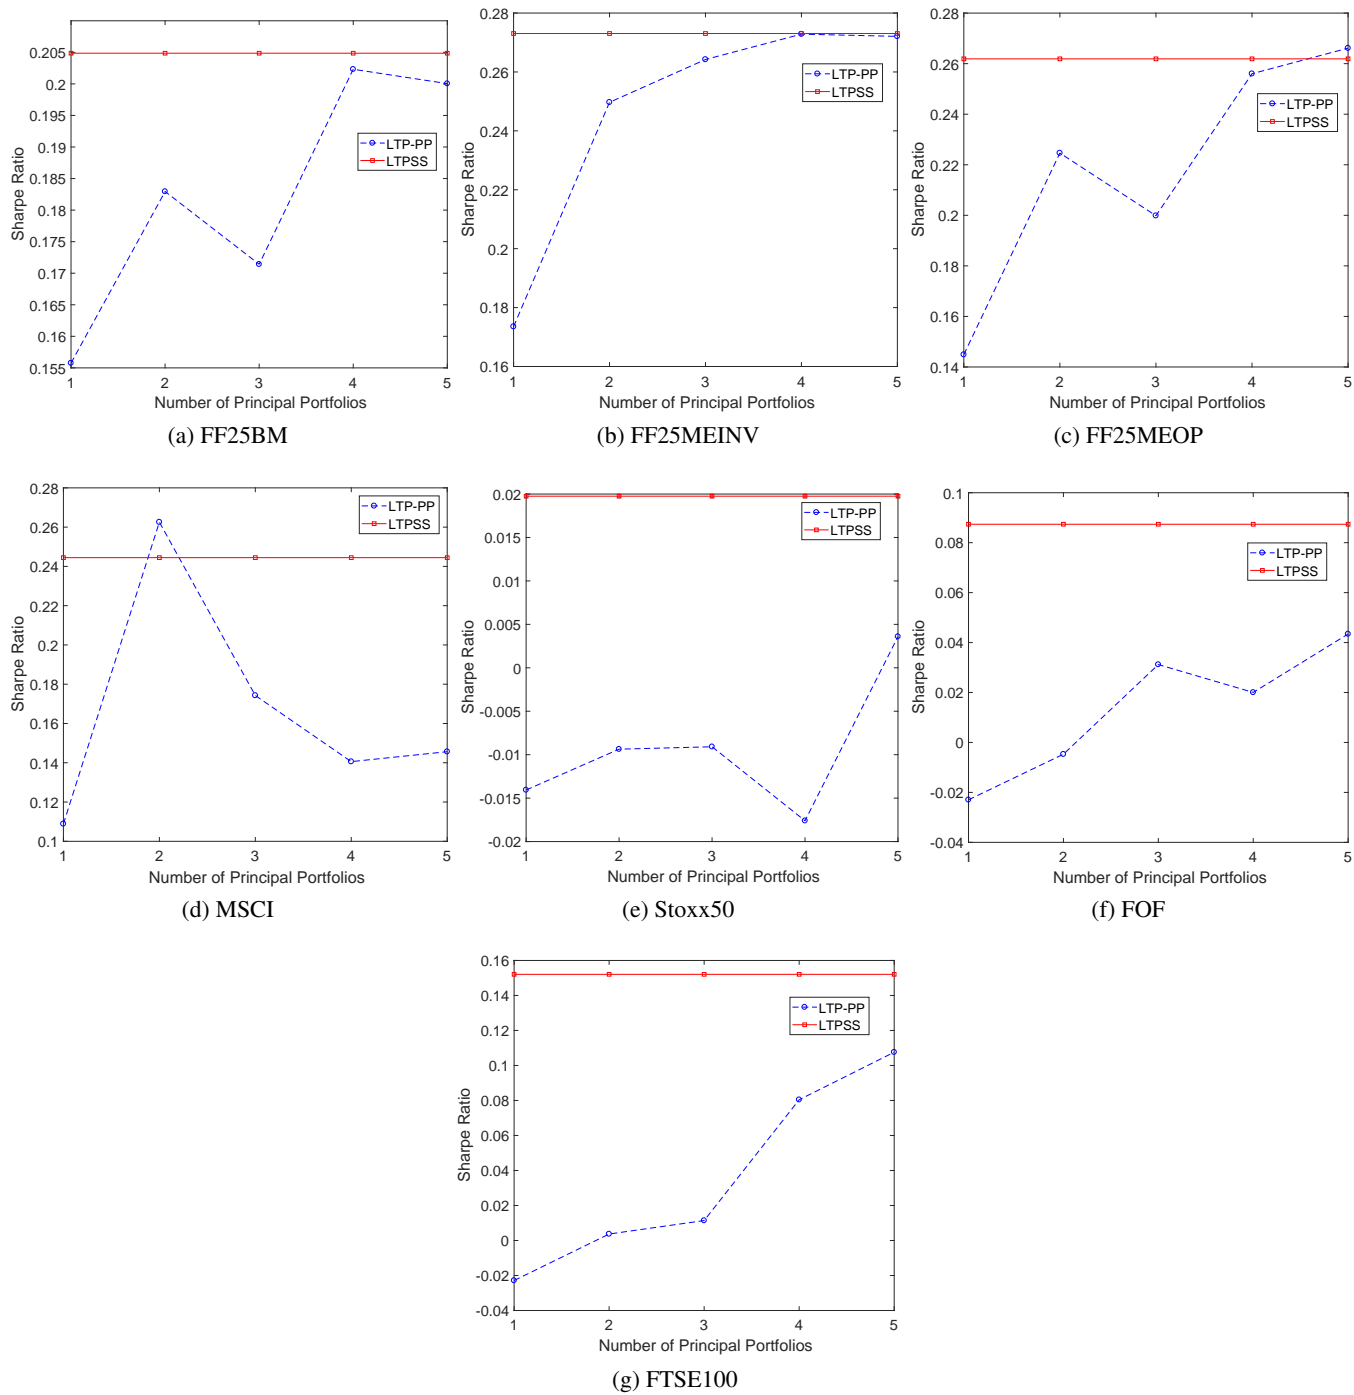 0.205
0.2
0.195
0.19
0.185
0.18
0.175
0.17
0.165
0.16
0.155
Sharpe Ratio
LTP-PP
LTPSS
1 2 3 4 5
Number of Principal Portfolios
(a) FF25BM
0.28
0.26
0.24
0.22
0.2
0.18
0.16
Sharpe Ratio
LTP-PP
LTPSS
1 2 3 4 5
Number of Principal Portfolios
(b) FF25MEINV
0.28
0.26
0.24
0.22
0.2
0.18
0.16
0.14
Sharpe Ratio
LTP-PP
LTPSS
1 2 3 4 5
Number of Principal Portfolios
(c) FF25MEOP
0.28
0.26
0.24
0.22
0.2
0.18
0.16
0.14
0.12
0.1
Sharpe Ratio
LTP-PP
LTPSS
1 2 3 4 5
Number of Principal Portfolios
(d) MSCI
0.02
0.015
0.01
0.005
0
-0.005
-0.01
-0.015
-0.02
Sharpe Ratio
LTP-PP
LTPSS
1 2 3 4 5
Number of Principal Portfolios
(e) Stoxx50
0.1
0.08
0.06
0.04
0.02
0
-0.02
-0.04
Sharpe Ratio
LTP-PP
LTPSS
1 2 3 4 5
Number of Principal Portfolios
(f) FOF
0.16
0.14
0.12
0.1
0.08
0.06
0.04
0.02
0
-0.02
-0.04
Sharpe Ratio
LTP-PP
LTPSS
1 2 3 4 5
Number of Principal Portfolios
(g) FTSE100